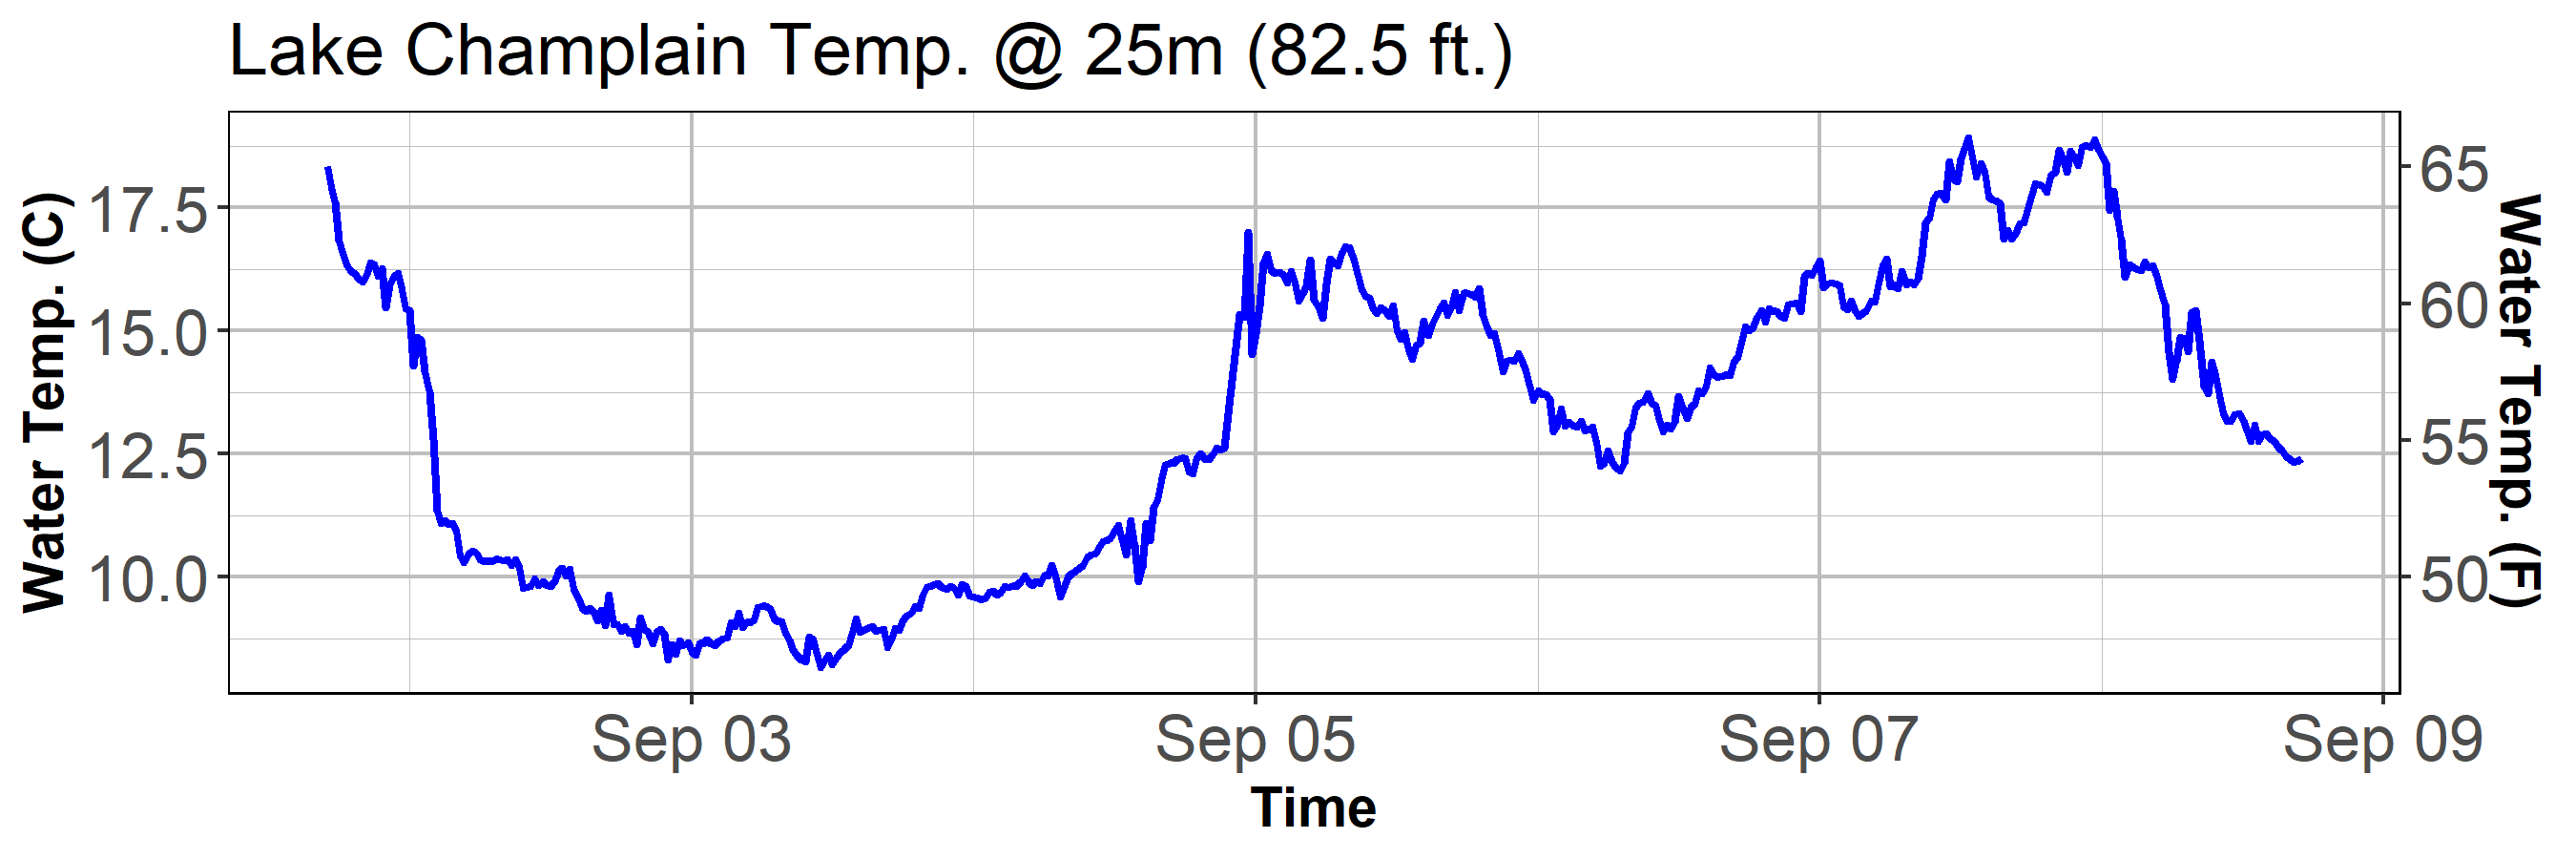 Lake Champlain Temp. @ 25m (82.5 ft.)
Water Temp. (C)
17.5
15.0
12.5
10.0
65
60
55
50
Water Temp. (F)
Sep 03
Sep 05
Sep 07
Sep 09
Time